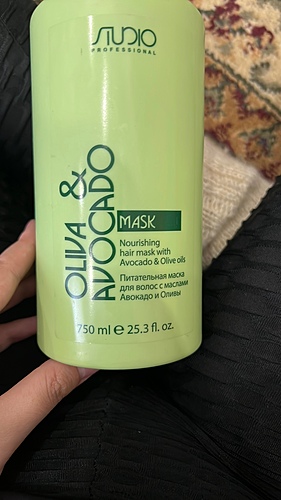 STUDIO
PROFESSIONAL
OLIVA &
AVOCADO
MASK
Nourishing
hair mask with
Avocado & Olive oils
Питательная маска
для волос с маслами
Авокадо и Оливы
750 ml ℮ 25.3 fl. oz.